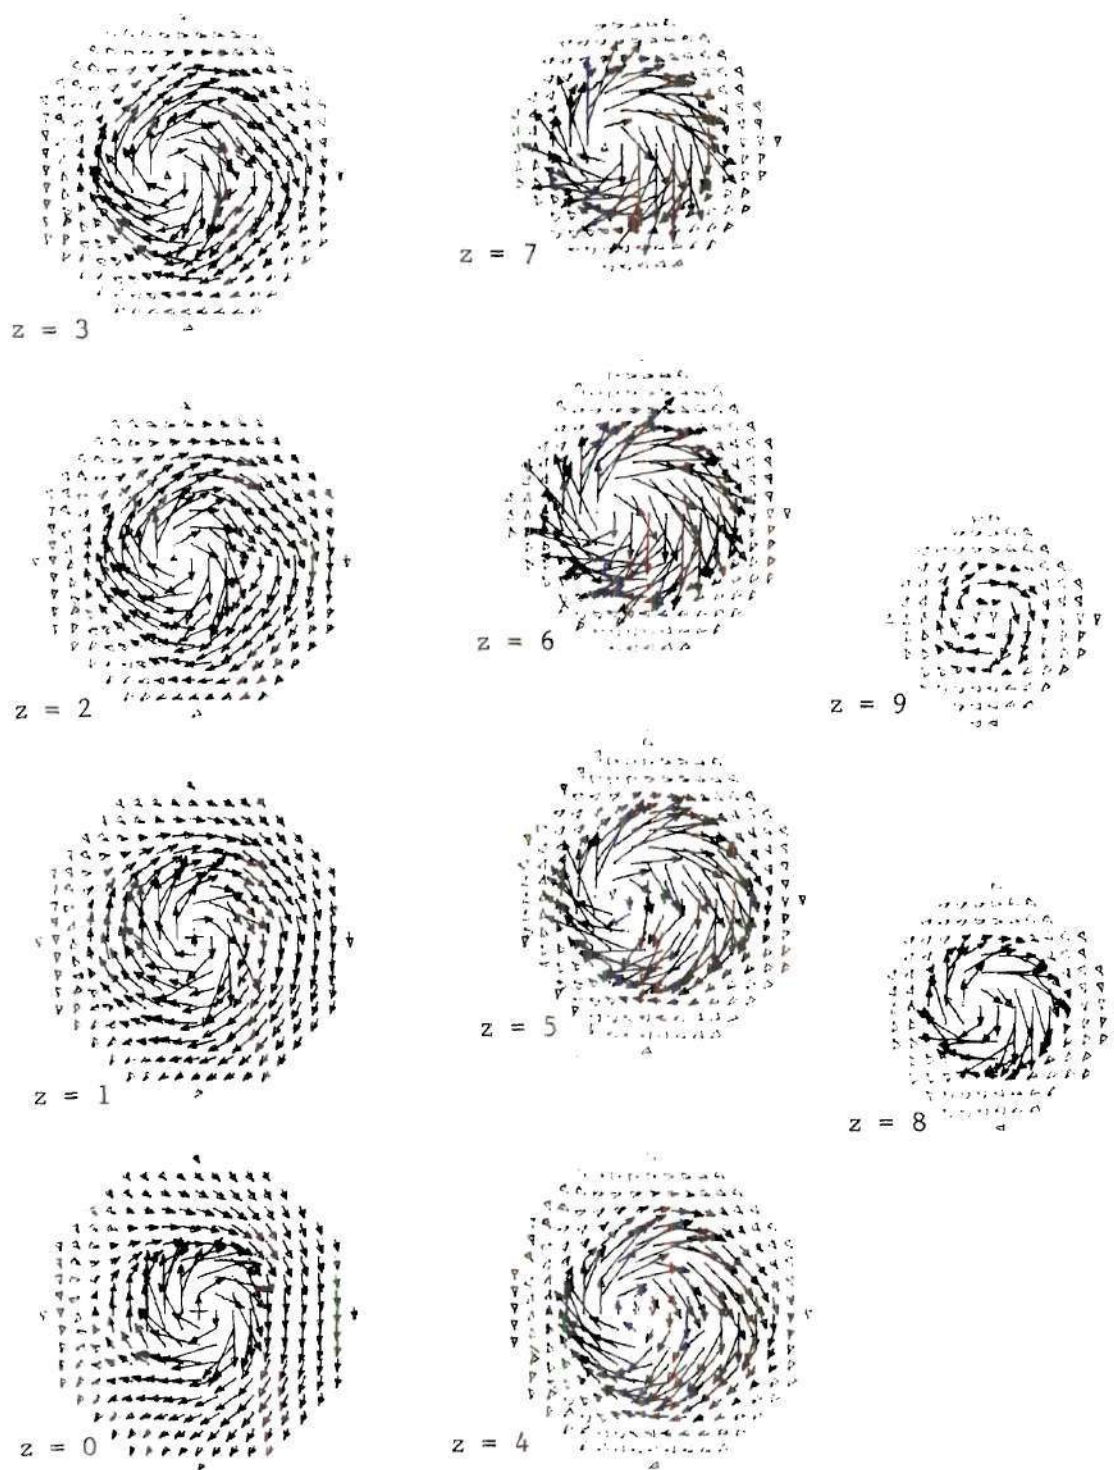 z = 3
z = 7
z = 2
z = 6
z = 9
z = 1
z = 5
z = 8
z = 0
z = 4